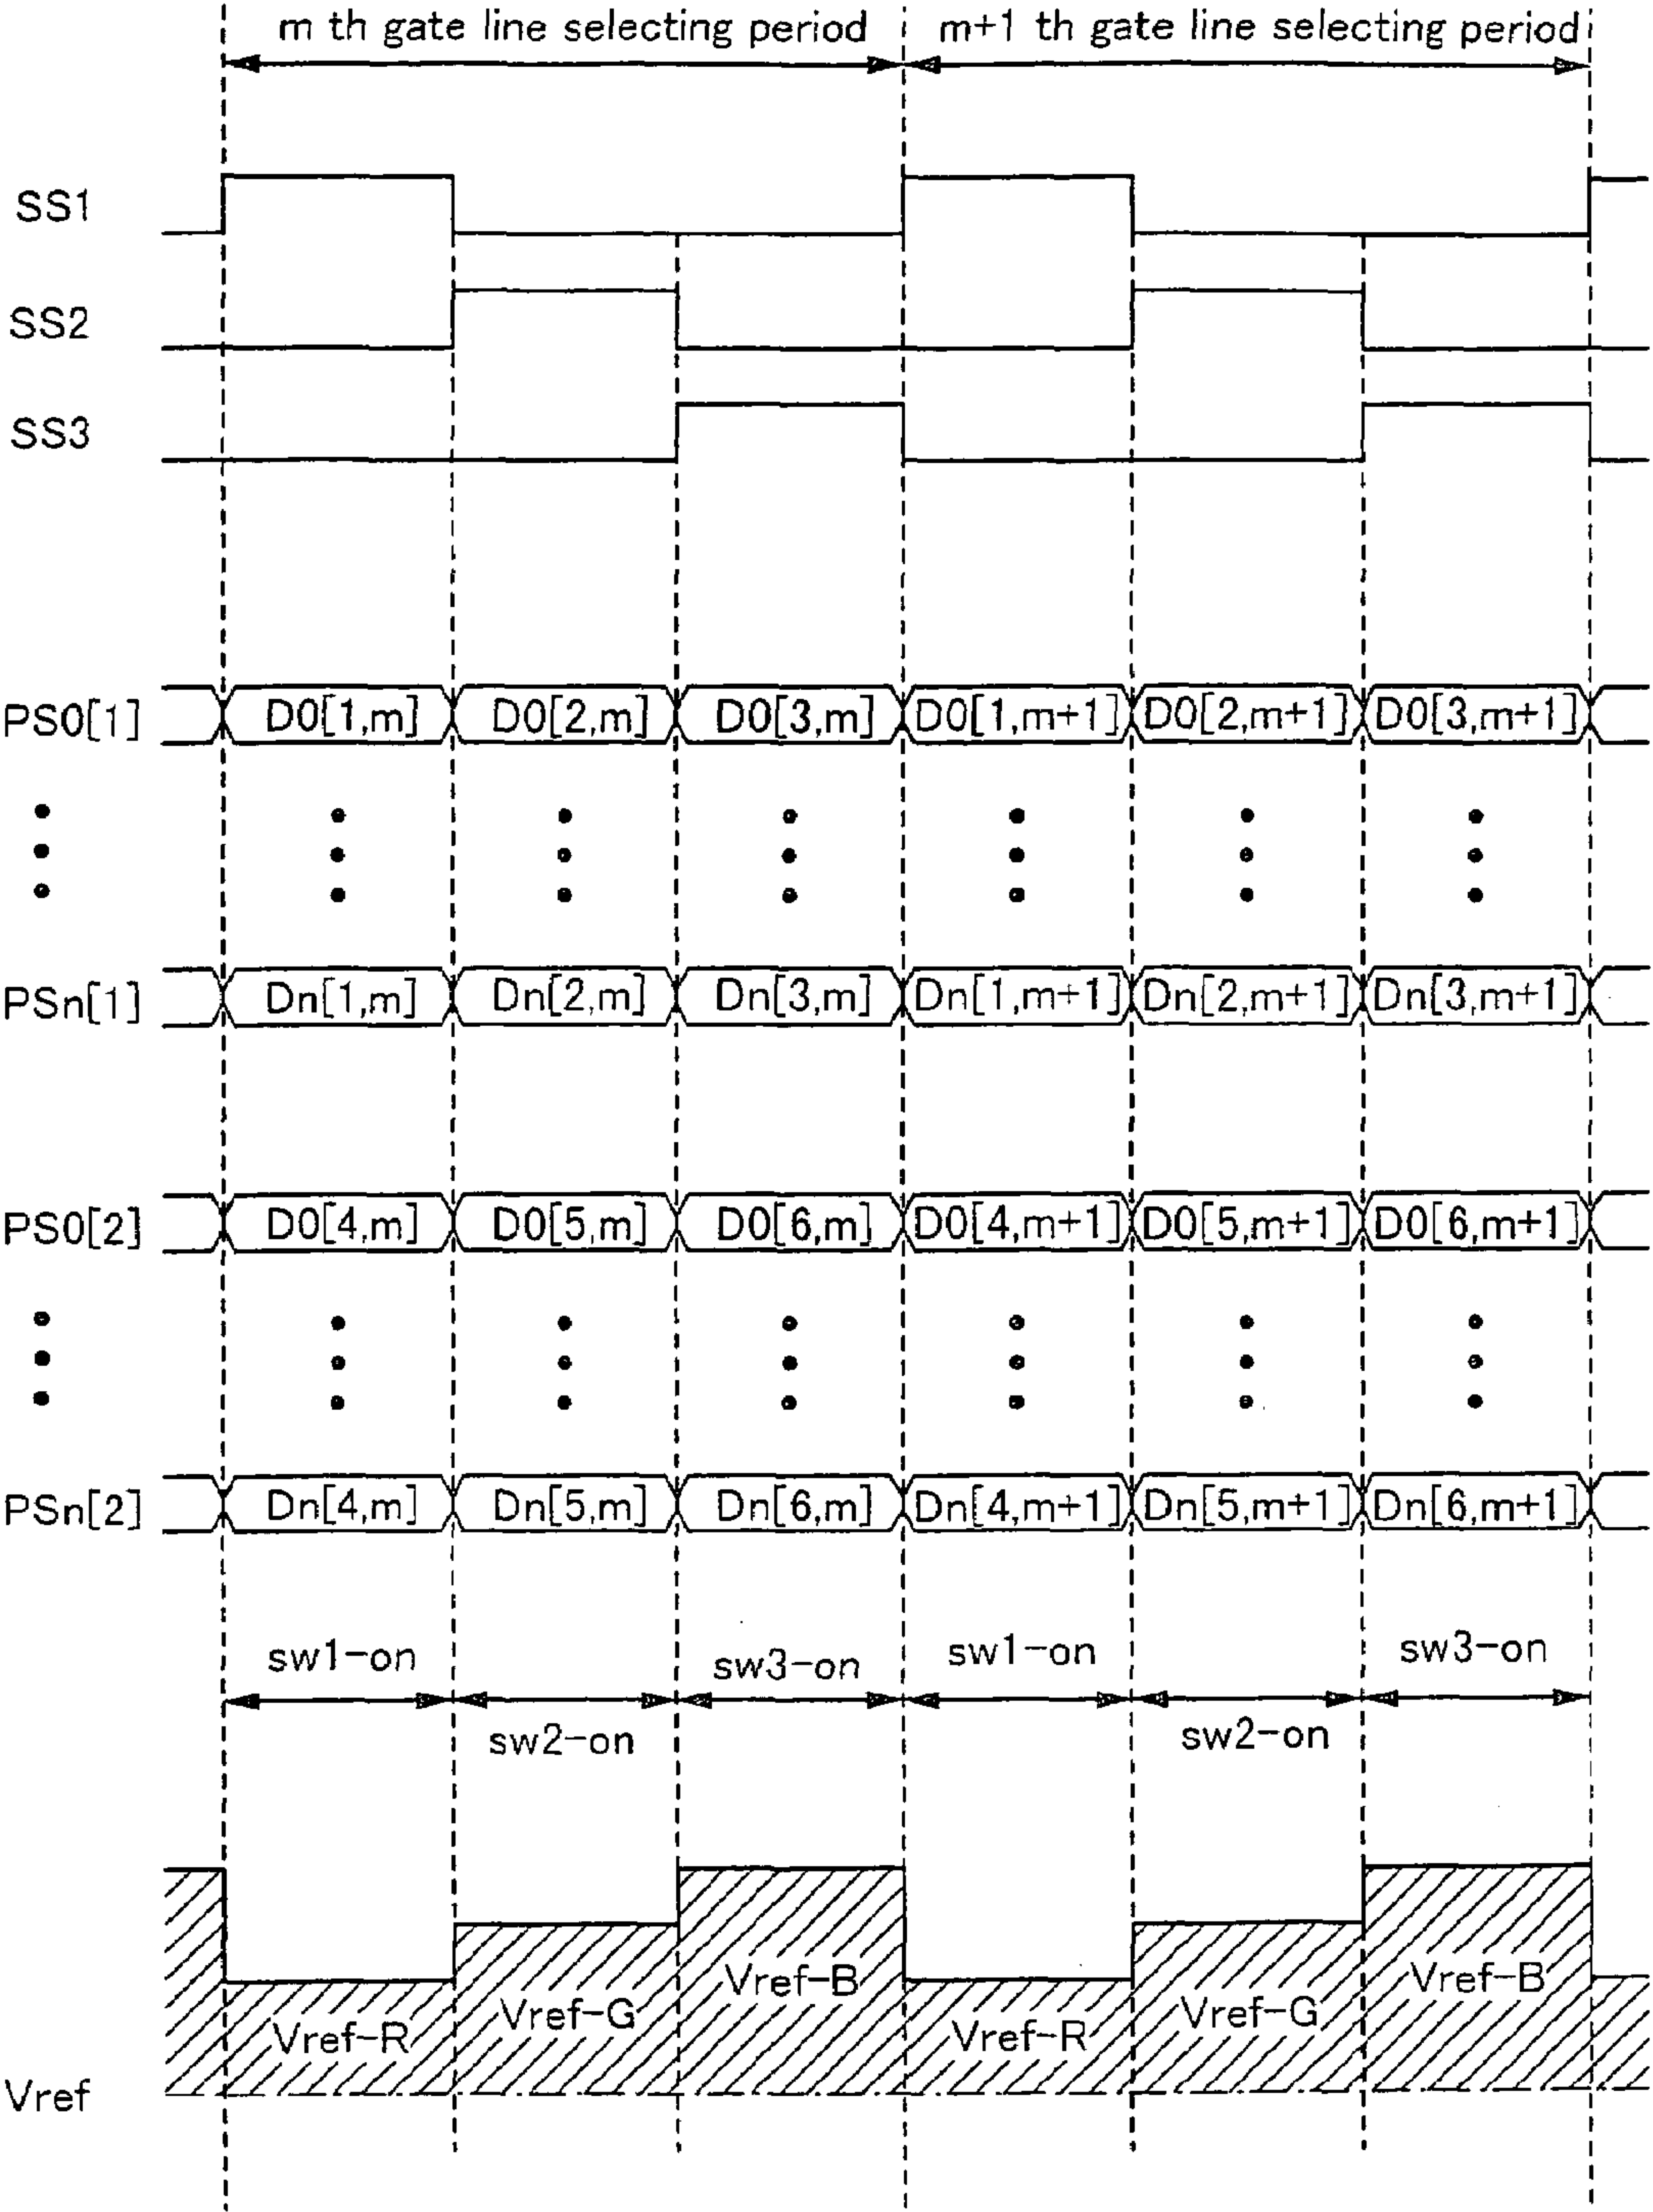 m th gate line selecting period m+1 th gate line selecting period
SS1
SS2
SS3
PS0[1] D0[1,m] D0[2,m] D0[3,m] D0[1,m+1] D0[2,m+1] D0[3,m+1]
PSn[1] Dn[1,m] Dn[2,m] Dn[3,m] Dn[1,m+1] Dn[2,m+1] Dn[3,m+1]
PS0[2] D0[4,m] D0[5,m] D0[6,m] D0[4,m+1] D0[5,m+1] D0[6,m+1]
PSn[2] Dn[4,m] Dn[5,m] Dn[6,m] Dn[4,m+1] Dn[5,m+1] Dn[6,m+1]
sw1-on sw3-on sw1-on sw3-on
sw2-on sw2-on
Vref-R Vref-G Vref-B Vref-R Vref-G Vref-B
Vref